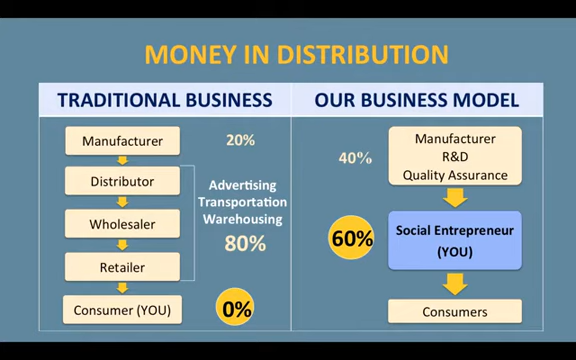 MONEY IN DISTRIBUTION
TRADITIONAL BUSINESS
Manufacturer
20%
Distributor
Wholesaler
Retailer
Advertising
Transportation
Warehousing
80%
Consumer (YOU)
0%
OUR BUSINESS MODEL
40%
Manufacturer
R&D
Quality Assurance
60%
Social Entrepreneur
(YOU)
Consumers